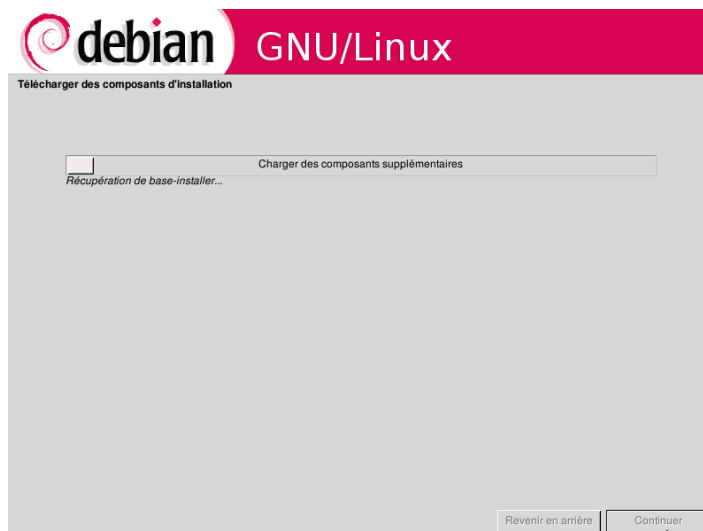 debian GNU/Linux
Télécharger des composants d'installation
Charger des composants supplémentaires
Récupération de base-installer...
Revenir en arrière
Continuer